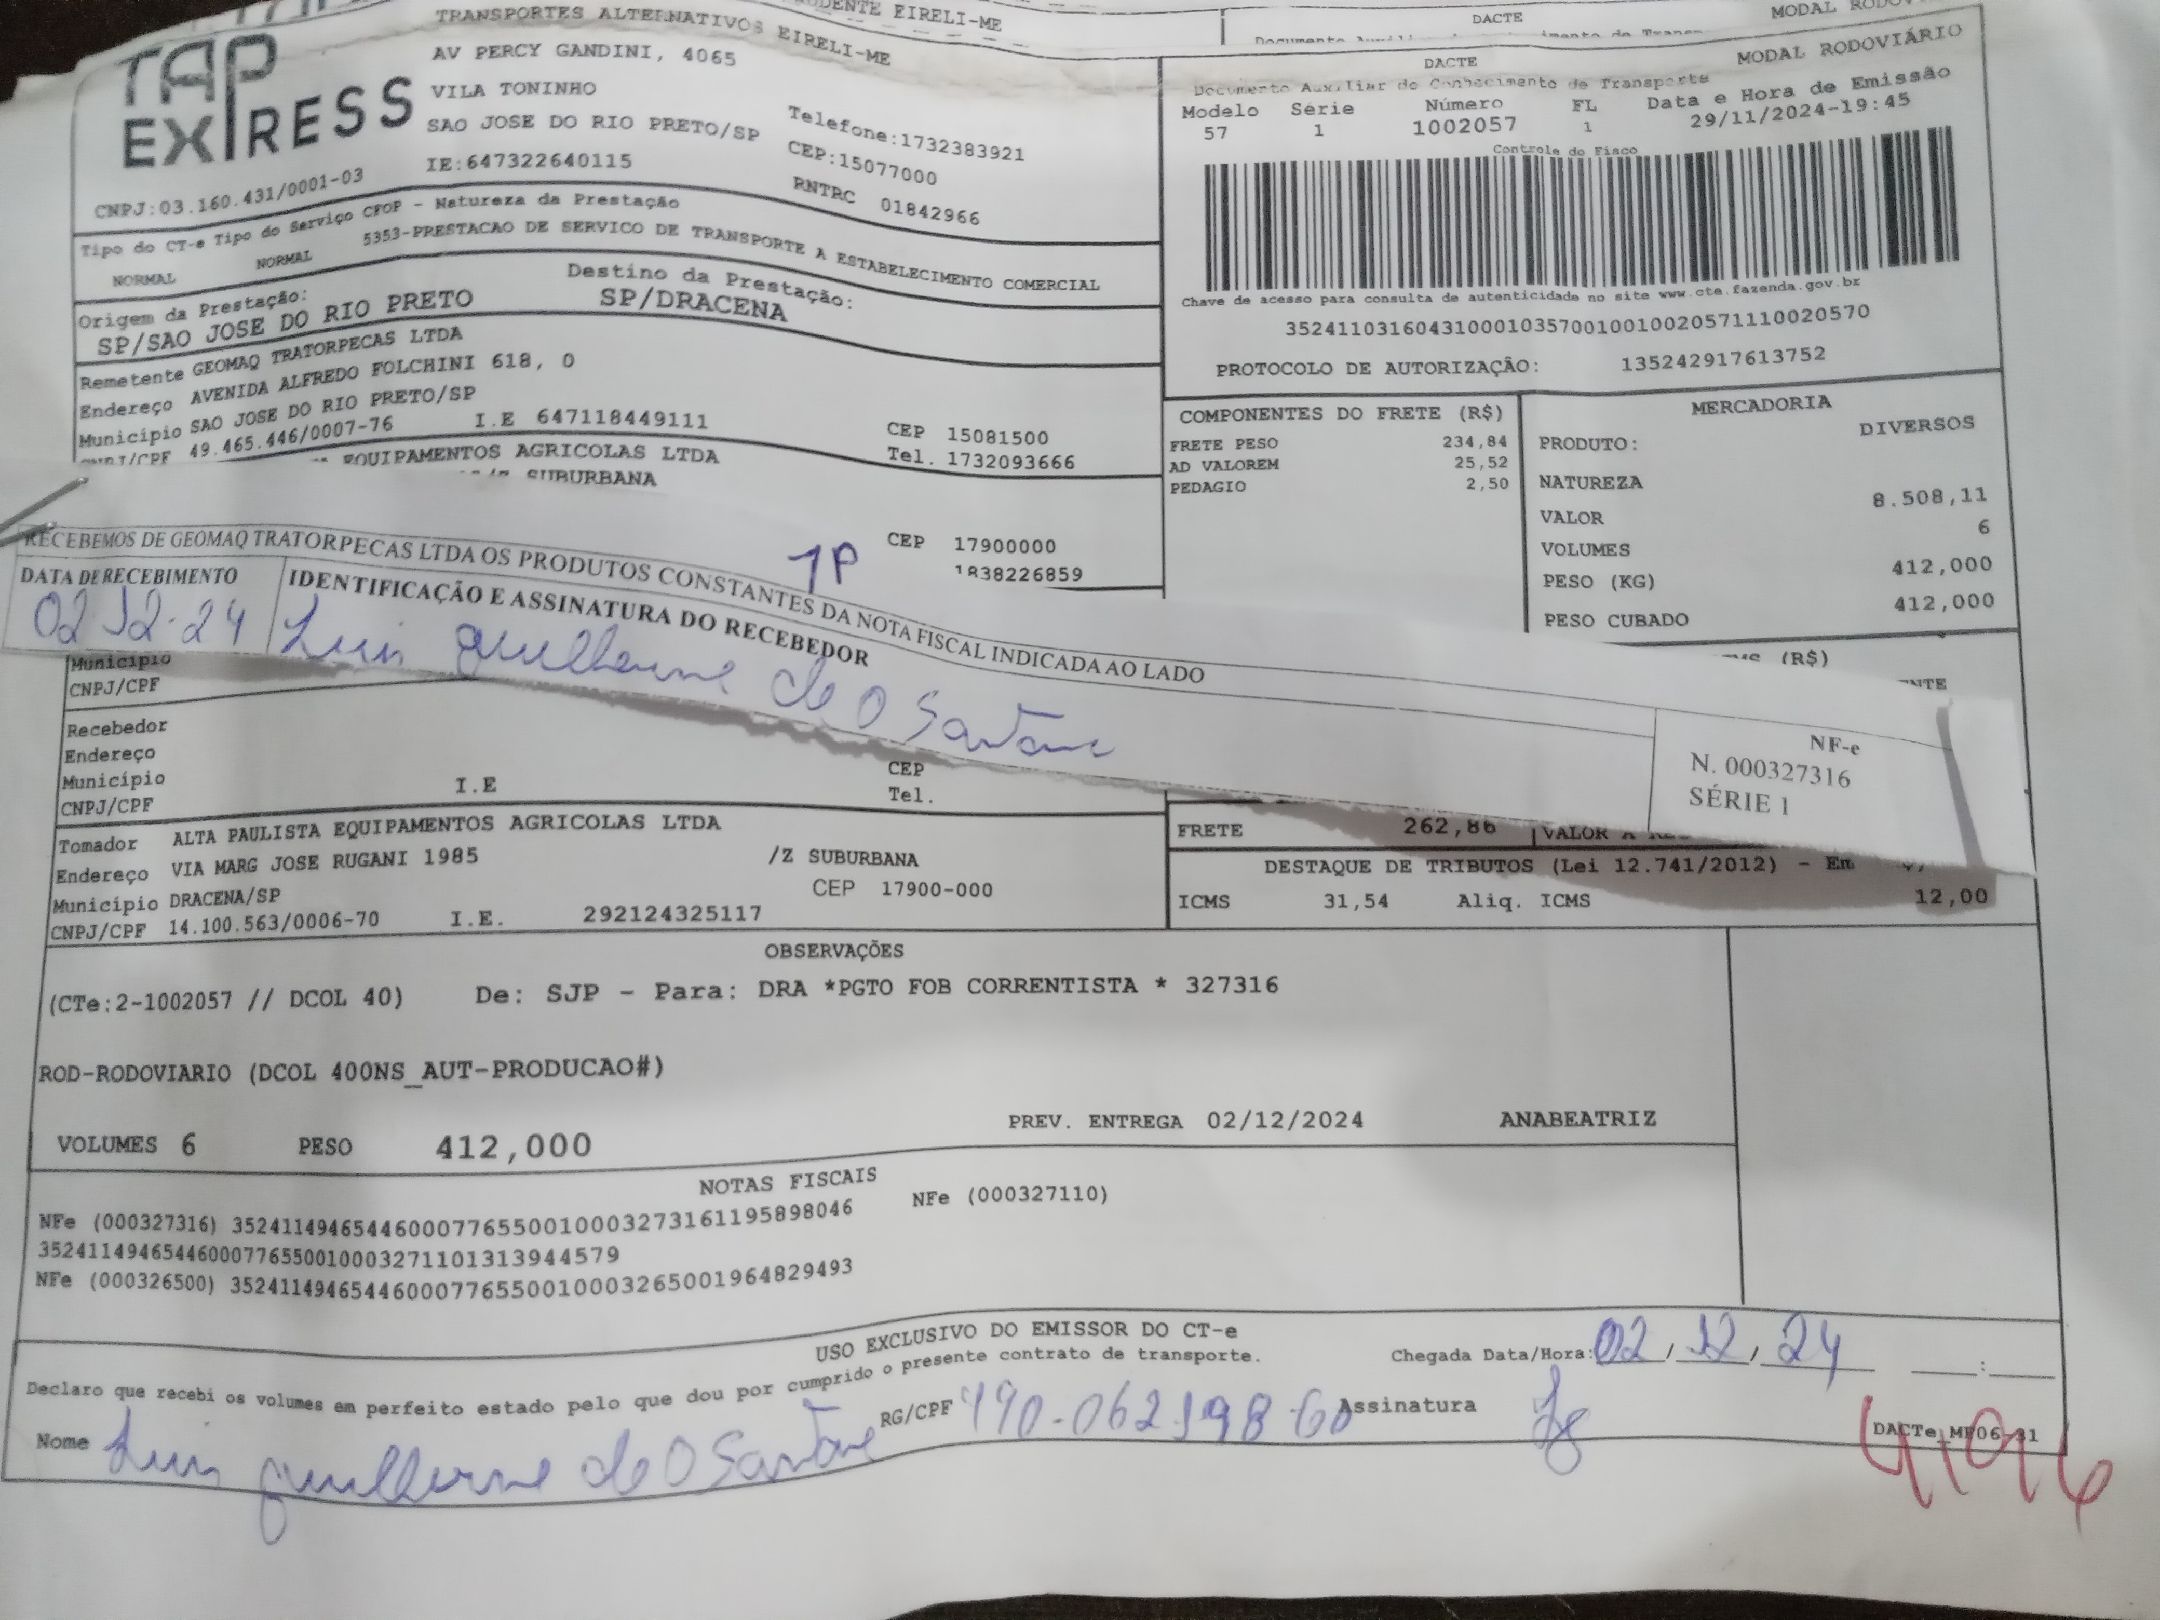 DENTE EIRELI-ME
DACTE
MODAL
TAP EXPRESS
TRANSPORTES ALTERNATIVOS EIRELI-ME
AV PERCY GANDINI, 4065
VILA TONINHO
SAO JOSE DO RIO PRETO/SP
IE:647322640115
Telefone:1732383921
CEP:15077000
RNTRC 01842966
CNPJ:03.160.431/0001-03
DACTE
MODAL RODOVIÁRIO
Documento Auxiliar do Conhecimento de Transporte
Modelo Série Número FL Data e Hora de Emissão
57 1 1002057 1 29/11/2024-19:45
Controle do Fisco
Chave de acesso para consulta de autenticidade no site www.cte.fazenda.gov.br
35241103160431000103570010010020571110020570
PROTOCOLO DE AUTORIZAÇÃO: 135242917613752
Tipo do CT-e Tipo do Serviço CFOP - Natureza da Prestação
NORMAL NORMAL 5353-PRESTACAO DE SERVICO DE TRANSPORTE A ESTABELECIMENTO COMERCIAL
Origem da Prestação: Destino da Prestação:
SP/SAO JOSE DO RIO PRETO SP/DRACENA
Remetente GEOMAQ TRATORPECAS LTDA
Endereço AVENIDA ALFREDO FOLCHINI 618, 0
Município SAO JOSE DO RIO PRETO/SP CEP 15081500
CNPJ/CPF 49.465.446/0007-76 I.E 647118449111 Tel. 1732093666
EQUIPAMENTOS AGRICOLAS LTDA
SUBURBANA
CEP 17900000
1838226859
COMPONENTES DO FRETE (R$)
FRETE PESO 234,84
AD VALOREM 25,52
PEDAGIO 2,50
MERCADORIA
PRODUTO: DIVERSOS
NATUREZA
VALOR 8.508,11
VOLUMES 6
PESO (KG) 412,000
PESO CUBADO 412,000
(R$)
RECEBEMOS DE GEOMAQ TRATORPECAS LTDA OS PRODUTOS CONSTANTES DA NOTA FISCAL INDICADA AO LADO
1P
DATA DE RECEBIMENTO IDENTIFICAÇÃO E ASSINATURA DO RECEBEDOR
02 12-24 Luis guilherme de O Santana
NF-e
N. 000327316
SÉRIE 1
Município
CNPJ/CPF
Recebedor
Endereço
Município CEP
CNPJ/CPF I.E Tel.
Tomador ALTA PAULISTA EQUIPAMENTOS AGRICOLAS LTDA
Endereço VIA MARG JOSE RUGANI 1985 /Z SUBURBANA
Município DRACENA/SP CEP 17900-000
CNPJ/CPF 14.100.563/0006-70 I.E. 292124325117
FRETE 262,86 VALOR A
DESTAQUE DE TRIBUTOS (Lei 12.741/2012) - Em
ICMS 31,54 Aliq. ICMS 12,00
OBSERVAÇÕES
(CTe:2-1002057 // DCOL 40) De: SJP - Para: DRA *PGTO FOB CORRENTISTA * 327316
ROD-RODOVIARIO (DCOL 400NS_AUT-PRODUCAO#)
PREV. ENTREGA 02/12/2024 ANABEATRIZ
VOLUMES 6 PESO 412,000
NOTAS FISCAIS
NFe (000327316) 35241149465446000776550010003273161195898046 NFe (000327110)
35241149465446000776550010003271101313944579
NFe (000326500) 35241149465446000776550010003265001964829493
USO EXCLUSIVO DO EMISSOR DO CT-e
Declaro que recebi os volumes em perfeito estado pelo que dou por cumprido o presente contrato de transporte. Chegada Data/Hora: 02/12/24 :
Nome Luis guilherme de O Santana RG/CPF 490-062198 60 Assinatura
DACTe_MP06